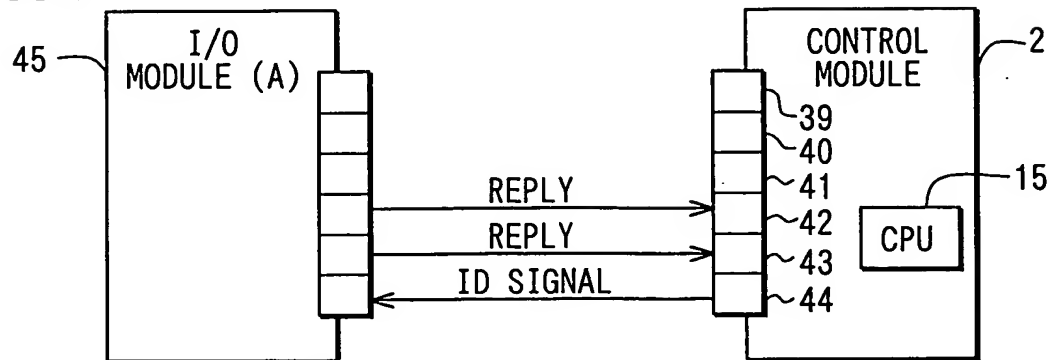 45
I/O
MODULE (A)
CONTROL
MODULE
2
39
40
41
15
REPLY
42
CPU
REPLY
43
ID SIGNAL
44